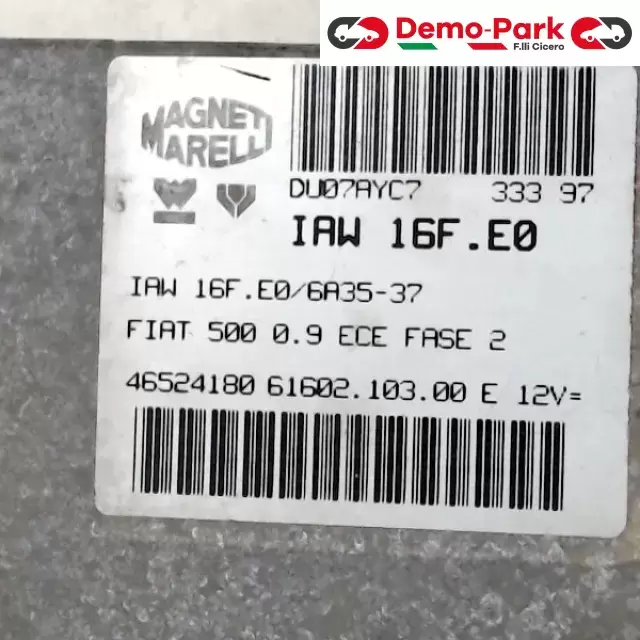 Demo-Park
F.lli Cicero
MAGNETI
MARELLI
DU07AYC7 333 97
IAW 16F.E0
IAW 16F.E0/6A35-37
FIAT 500 0.9 ECE FASE 2
46524180 61602.103.00 E 12V=